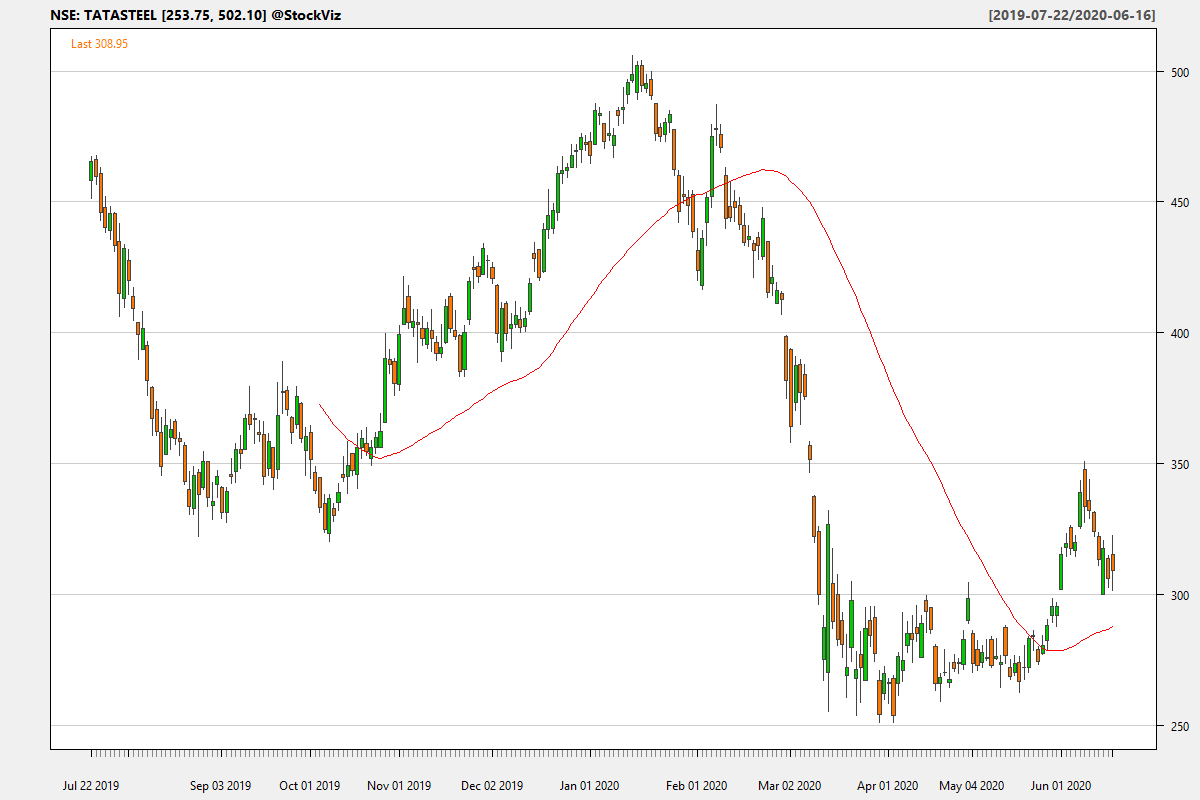 NSE: TATASTEEL [253.75, 502.10] @StockViz
[2019-07-22/2020-06-16]
Last 308.95
500
450
400
350
300
250
Jul 22 2019
Sep 03 2019
Oct 01 2019
Nov 01 2019
Dec 02 2019
Jan 01 2020
Feb 01 2020
Mar 02 2020
Apr 01 2020
May 04 2020
Jun 01 2020